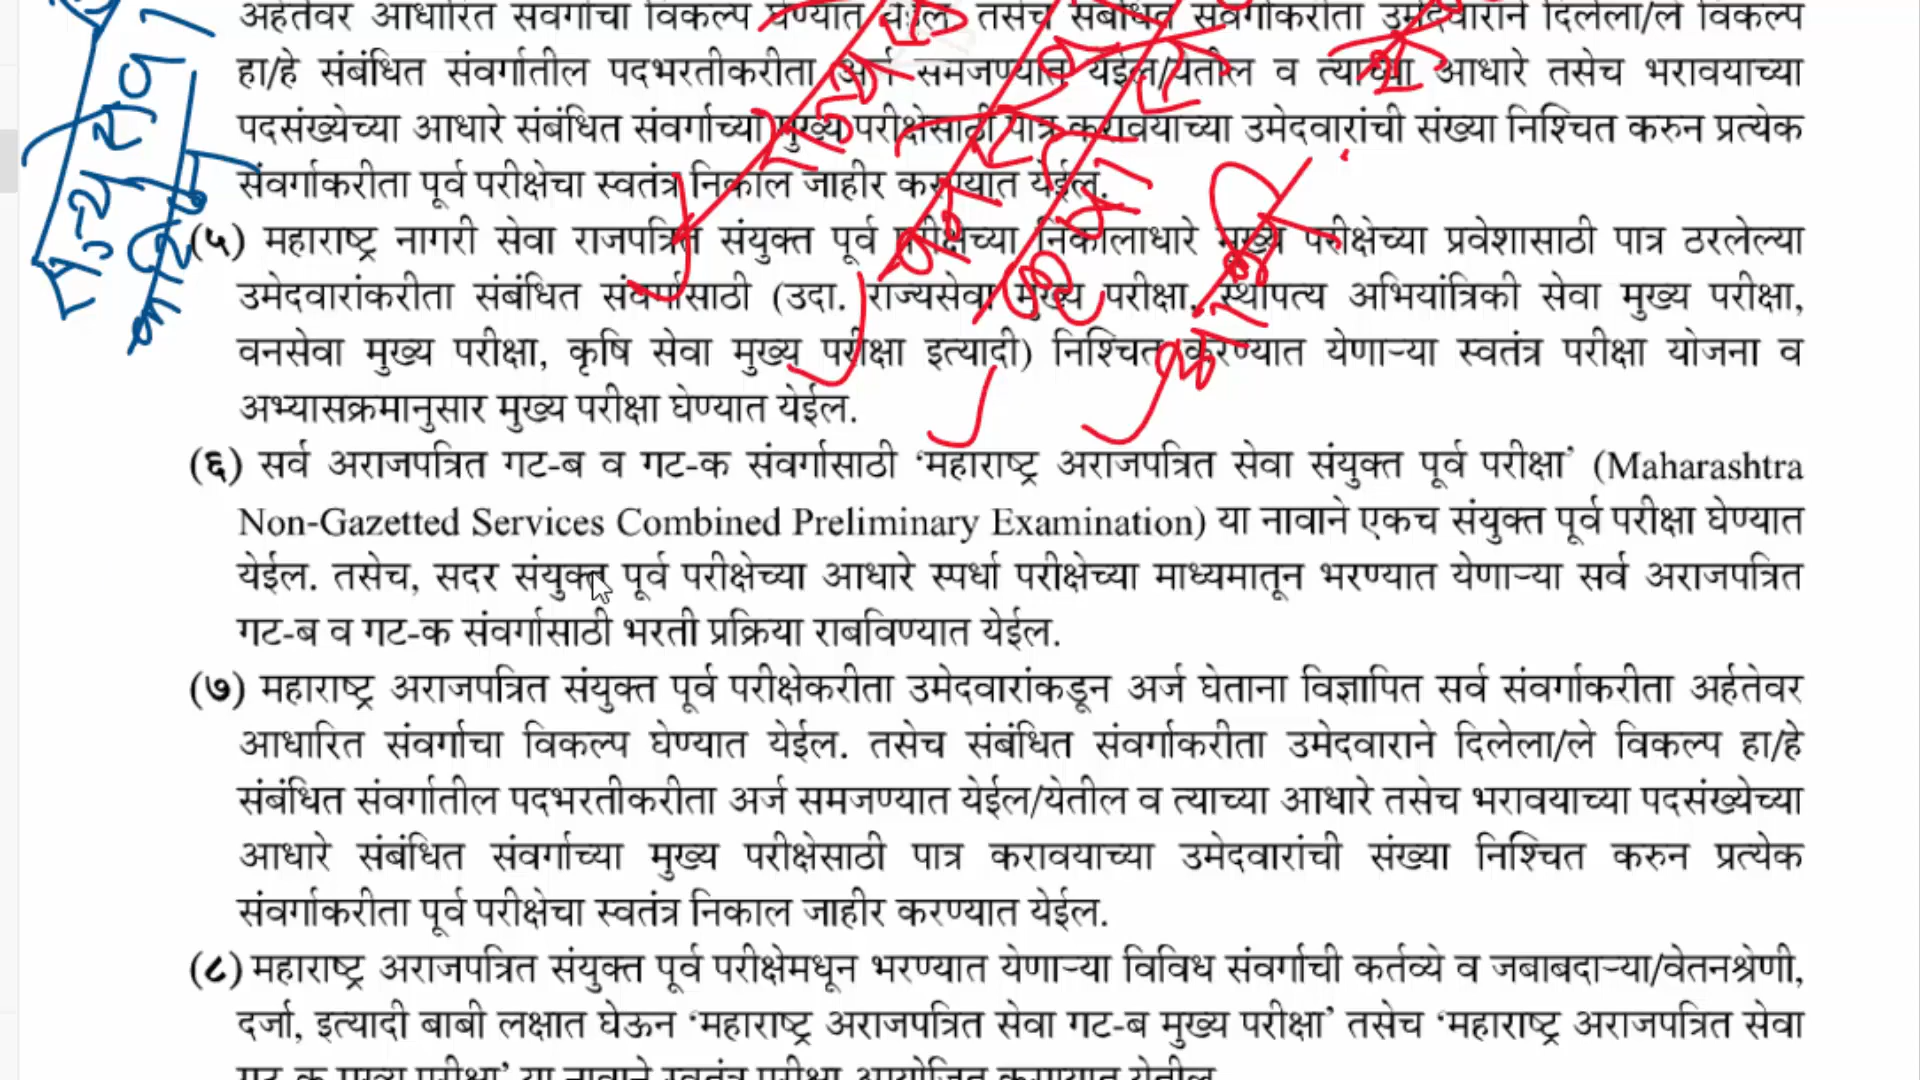 अर्हतेवर आधारित संवर्गाचा विकल्प घेण्यात येईल. तसेच संबंधित संवर्गाकरीता उमेदवाराने दिलेला/ले विकल्प
हा/हे संबंधित संवर्गातील पदभरतीकरीता अर्ज समजण्यात येईल/येतील व त्याच्या आधारे तसेच भरावयाच्या
पदसंख्येच्या आधारे संबंधित संवर्गाच्या मुख्य परीक्षेसाठी पात्र करावयाच्या उमेदवारांची संख्या निश्चित करुन प्रत्येक
संवर्गाकरीता पूर्व परीक्षेचा स्वतंत्र निकाल जाहीर करण्यात येईल.
(५) महाराष्ट्र नागरी सेवा राजपत्रित संयुक्त पूर्व परीक्षेच्या निकालाधारे मुख्य परीक्षेच्या प्रवेशासाठी पात्र ठरलेल्या
उमेदवारांकरीता संबंधित संवर्गासाठी (उदा. राज्यसेवा मुख्य परीक्षा, स्थापत्य अभियांत्रिकी सेवा मुख्य परीक्षा,
वनसेवा मुख्य परीक्षा, कृषि सेवा मुख्य परीक्षा इत्यादी) निश्चित करण्यात येणाऱ्या स्वतंत्र परीक्षा योजना व
अभ्यासक्रमानुसार मुख्य परीक्षा घेण्यात येईल.
(६) सर्व अराजपत्रित गट-ब व गट-क संवर्गासाठी ‘महाराष्ट्र अराजपत्रित सेवा संयुक्त पूर्व परीक्षा’ (Maharashtra
Non-Gazetted Services Combined Preliminary Examination) या नावाने एकच संयुक्त पूर्व परीक्षा घेण्यात
येईल. तसेच, सदर संयुक्त पूर्व परीक्षेच्या आधारे स्पर्धा परीक्षेच्या माध्यमातून भरण्यात येणाऱ्या सर्व अराजपत्रित
गट-ब व गट-क संवर्गासाठी भरती प्रक्रिया राबविण्यात येईल.
(७) महाराष्ट्र अराजपत्रित संयुक्त पूर्व परीक्षेकरीता उमेदवारांकडून अर्ज घेताना विज्ञापित सर्व संवर्गाकरीता अर्हतेवर
आधारित संवर्गाचा विकल्प घेण्यात येईल. तसेच संबंधित संवर्गाकरीता उमेदवाराने दिलेला/ले विकल्प हा/हे
संबंधित संवर्गातील पदभरतीकरीता अर्ज समजण्यात येईल/येतील व त्याच्या आधारे तसेच भरावयाच्या पदसंख्येच्या
आधारे संबंधित संवर्गाच्या मुख्य परीक्षेसाठी पात्र करावयाच्या उमेदवारांची संख्या निश्चित करुन प्रत्येक
संवर्गाकरीता पूर्व परीक्षेचा स्वतंत्र निकाल जाहीर करण्यात येईल.
(८) महाराष्ट्र अराजपत्रित संयुक्त पूर्व परीक्षेमधून भरण्यात येणाऱ्या विविध संवर्गाची कर्तव्ये व जबाबदाऱ्या/वेतनश्रेणी,
दर्जा, इत्यादी बाबी लक्षात घेऊन ‘महाराष्ट्र अराजपत्रित सेवा गट-ब मुख्य परीक्षा’ तसेच ‘महाराष्ट्र अराजपत्रित सेवा
गट-क मुख्य परीक्षा’ या नावाने स्वतंत्र परीक्षा आयोजित करण्यात येतील.